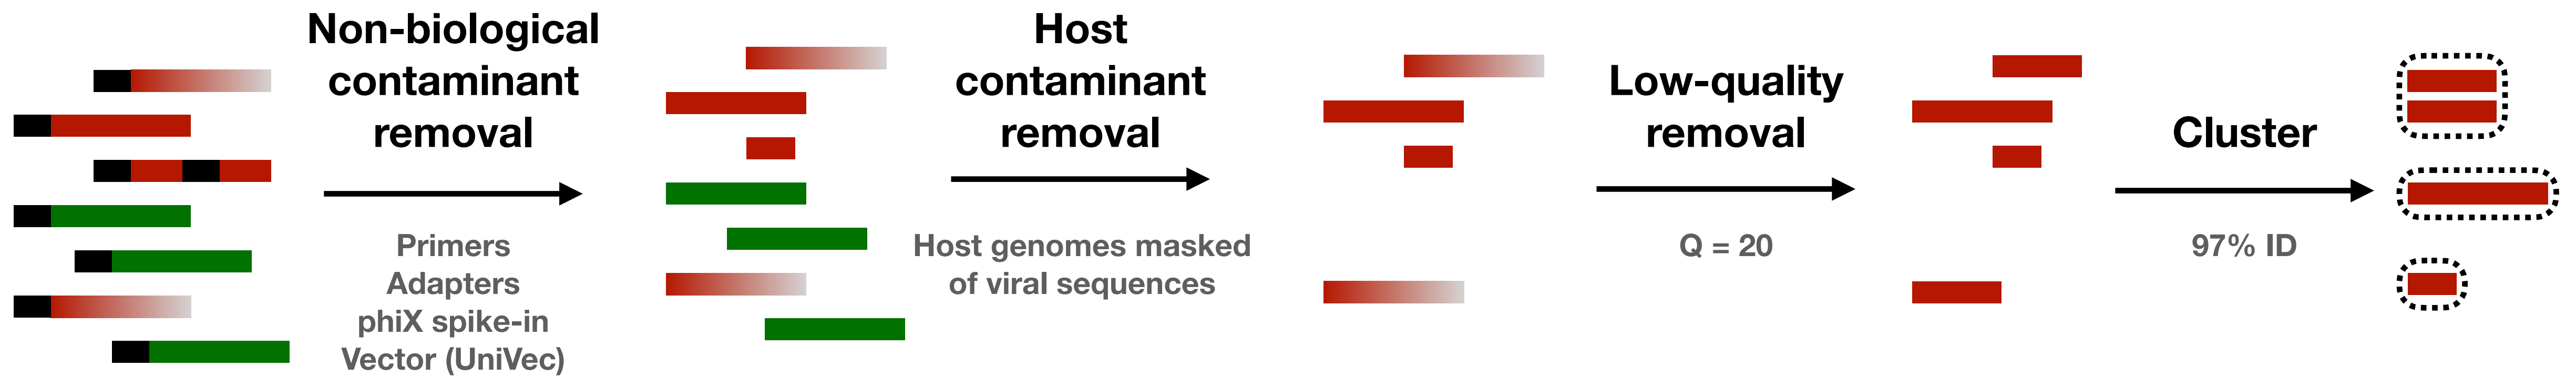 Non-biological
contaminant
removal
Primers
Adapters
phiX spike-in
Vector (UniVec)
Host
contaminant
removal
Host genomes masked
of viral sequences
Low-quality
removal
Q = 20
Cluster
97% ID